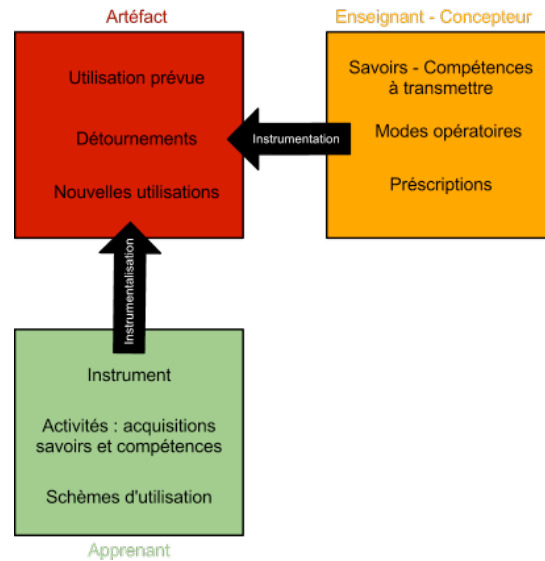 Artéfact
Utilisation prévue
Détournements
Nouvelles utilisations
Enseignant - Concepteur
Savoirs - Compétences
à transmettre
Modes opératoires
Préscriptions
Instrumentation
Instrumentalisation
Instrument
Activités : acquisitions
savoirs et compétences
Schèmes d'utilisation
Apprenant